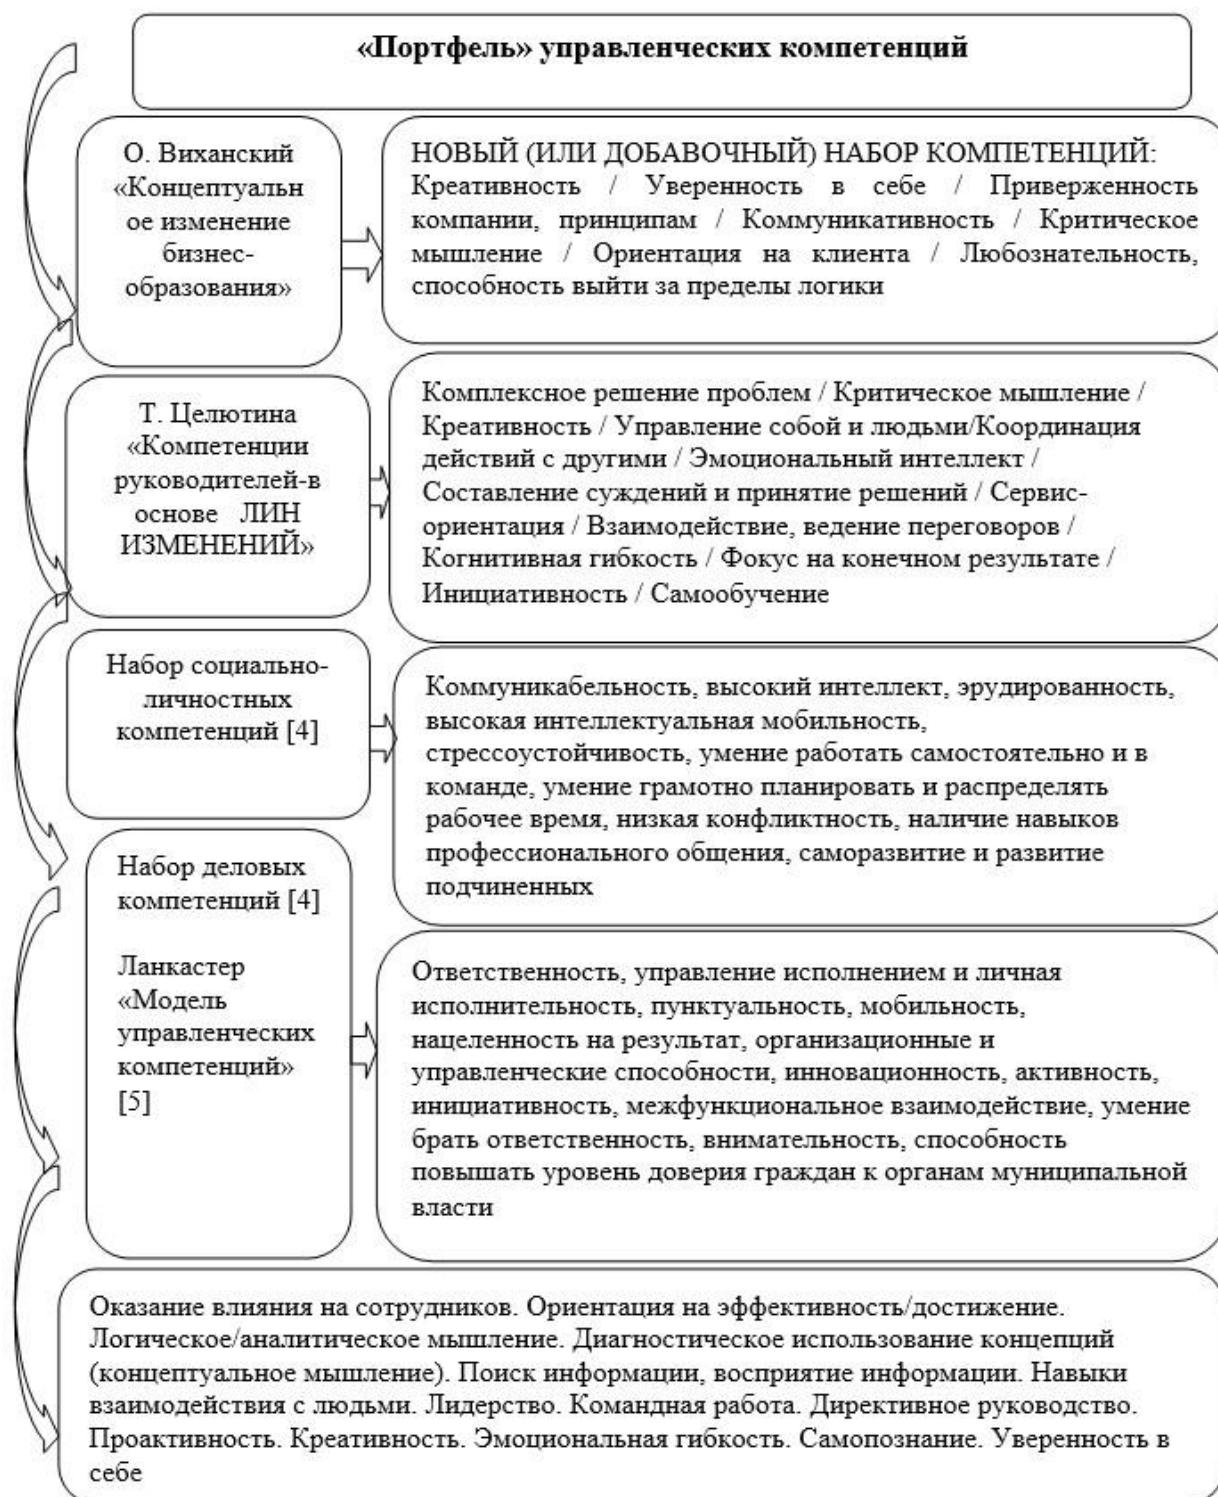 «Портфель» управленческих компетенций
О. Виханский
«Концептуальн
ое изменение
бизнес-
образования»
НОВЫЙ (ИЛИ ДОБАВОЧНЫЙ) НАБОР КОМПЕТЕНЦИЙ:
Креативность / Уверенность в себе / Приверженность
компании, принципам / Коммуникативность / Критическое
мышление / Ориентация на клиента / Любознательность,
способность выйти за пределы логики
Т. Целютина
«Компетенции
руководителей-в
основе ЛИН
ИЗМЕНЕНИЙ»
Комплексное решение проблем / Критическое мышление /
Креативность / Управление собой и людьми/Координация
действий с другими / Эмоциональный интеллект /
Составление суждений и принятие решений / Сервис-
ориентация / Взаимодействие, ведение переговоров /
Когнитивная гибкость / Фокус на конечном результате /
Инициативность / Самообучение
Набор социально-
личностных
компетенций [4]
Коммуникабельность, высокий интеллект, эрудированность,
высокая интеллектуальная мобильность,
стрессоустойчивость, умение работать самостоятельно и в
команде, умение грамотно планировать и распределять
рабочее время, низкая конфликтность, наличие навыков
профессионального общения, саморазвитие и развитие
подчиненных
Набор деловых
компетенций [4]
Ланкастер
«Модель
управленческих
компетенций»
[5]
Ответственность, управление исполнением и личная
исполнительность, пунктуальность, мобильность,
нацеленность на результат, организационные и
управленческие способности, инновационность, активность,
инициативность, межфункциональное взаимодействие, умение
брать ответственность, внимательность, способность
повышать уровень доверия граждан к органам муниципальной
власти
Оказание влияния на сотрудников. Ориентация на эффективность/достижение.
Логическое/аналитическое мышление. Диагностическое использование концепций
(концептуальное мышление). Поиск информации, восприятие информации. Навыки
взаимодействия с людьми. Лидерство. Командная работа. Директивное руководство.
Проактивность. Креативность. Эмоциональная гибкость. Самопознание. Уверенность в
себе